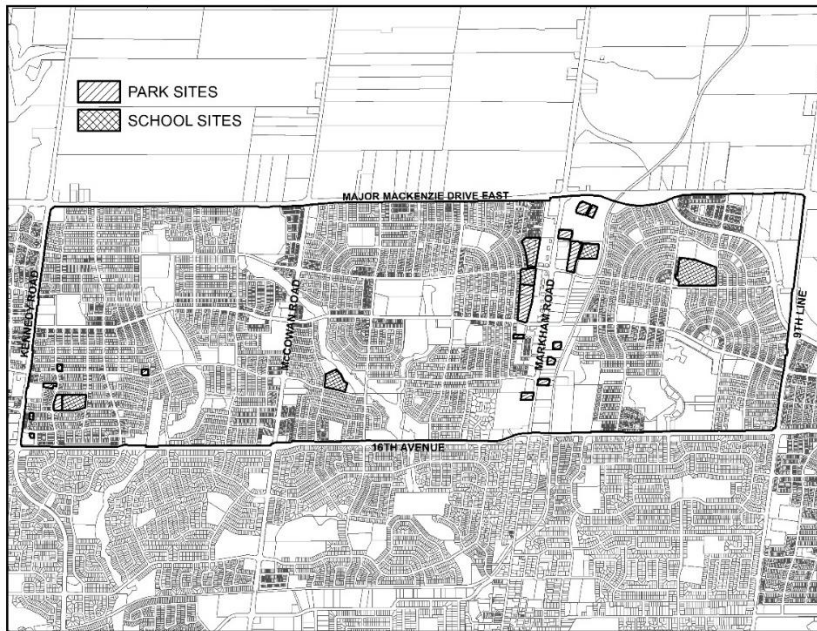 PARK SITES
SCHOOL SITES
MAJOR MACKENZIE DRIVE EAST
KENNEDY ROAD
MCCOWAN ROAD
MARKHAM ROAD
9TH LINE
16TH AVENUE